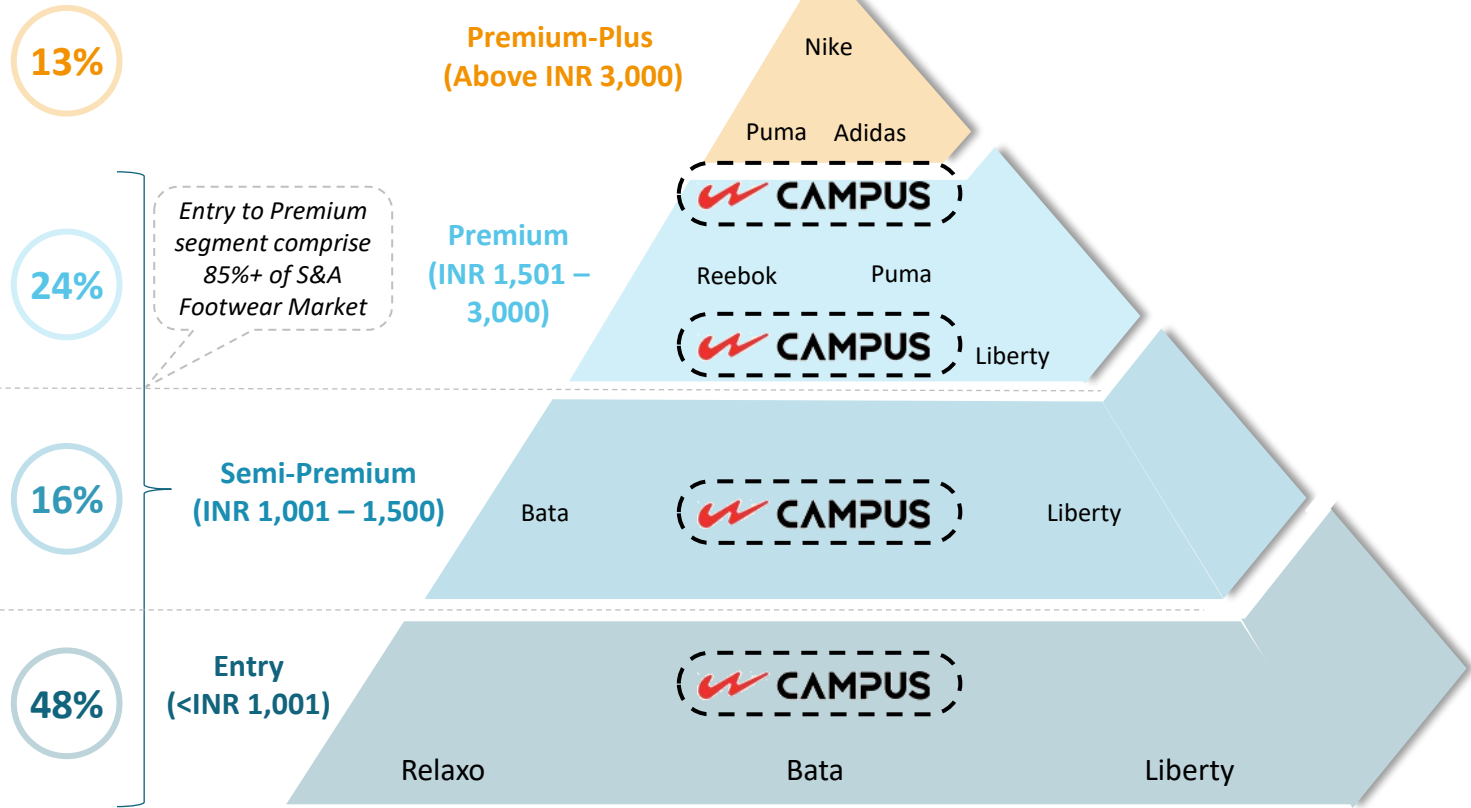 13%
Premium-Plus
(Above INR 3,000)
Nike
Puma
Adidas
CAMPUS
24%
Entry to Premium
segment comprise
85%+ of S&A
Footwear Market
Premium
(INR 1,501 –
3,000)
Reebok
Puma
CAMPUS
Liberty
16%
Semi-Premium
(INR 1,001 – 1,500)
Bata
CAMPUS
Liberty
48%
Entry
(<INR 1,001)
CAMPUS
Relaxo
Bata
Liberty